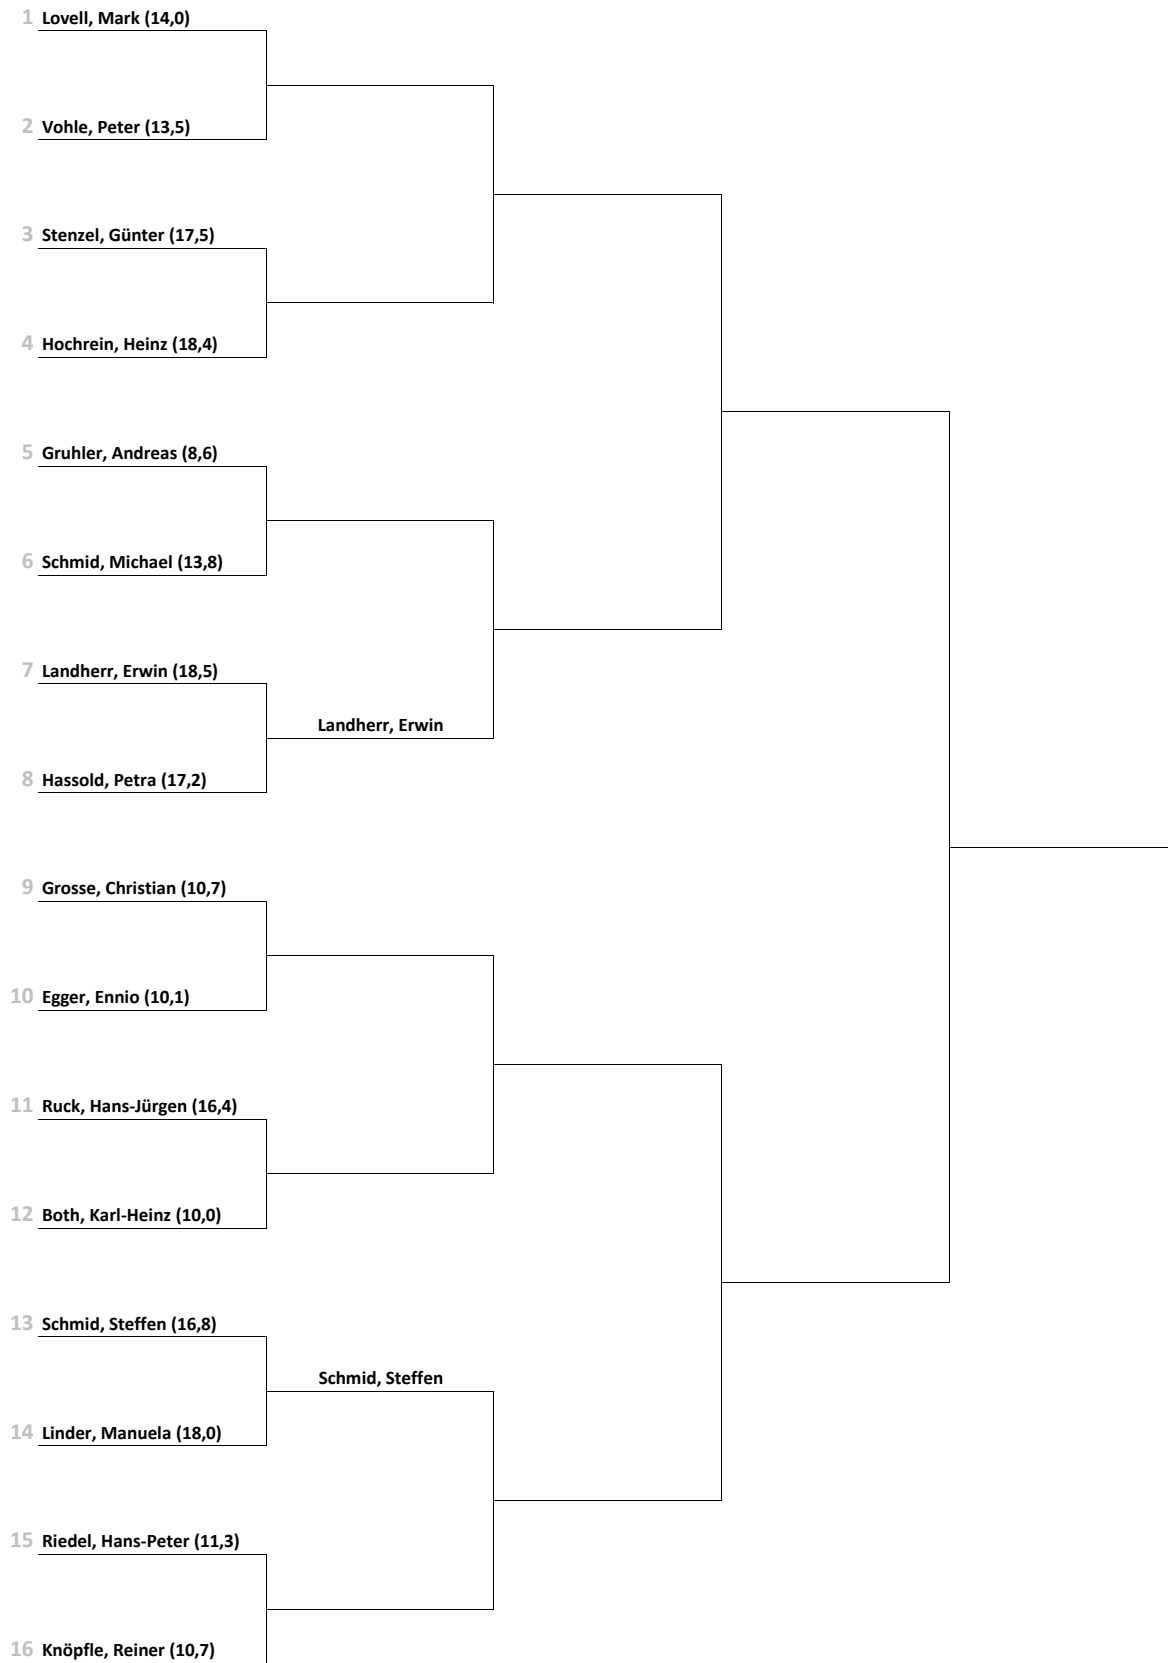 1 Lovell, Mark (14,0)
2 Vohle, Peter (13,5)
3 Stenzel, Günter (17,5)
4 Hochrein, Heinz (18,4)
5 Gruhler, Andreas (8,6)
6 Schmid, Michael (13,8)
7 Landherr, Erwin (18,5)
Landherr, Erwin
8 Hassold, Petra (17,2)
9 Grosse, Christian (10,7)
10 Egger, Ennio (10,1)
11 Ruck, Hans-Jürgen (16,4)
12 Both, Karl-Heinz (10,0)
13 Schmid, Steffen (16,8)
Schmid, Steffen
14 Linder, Manuela (18,0)
15 Riedel, Hans-Peter (11,3)
16 Knöpfle, Reiner (10,7)